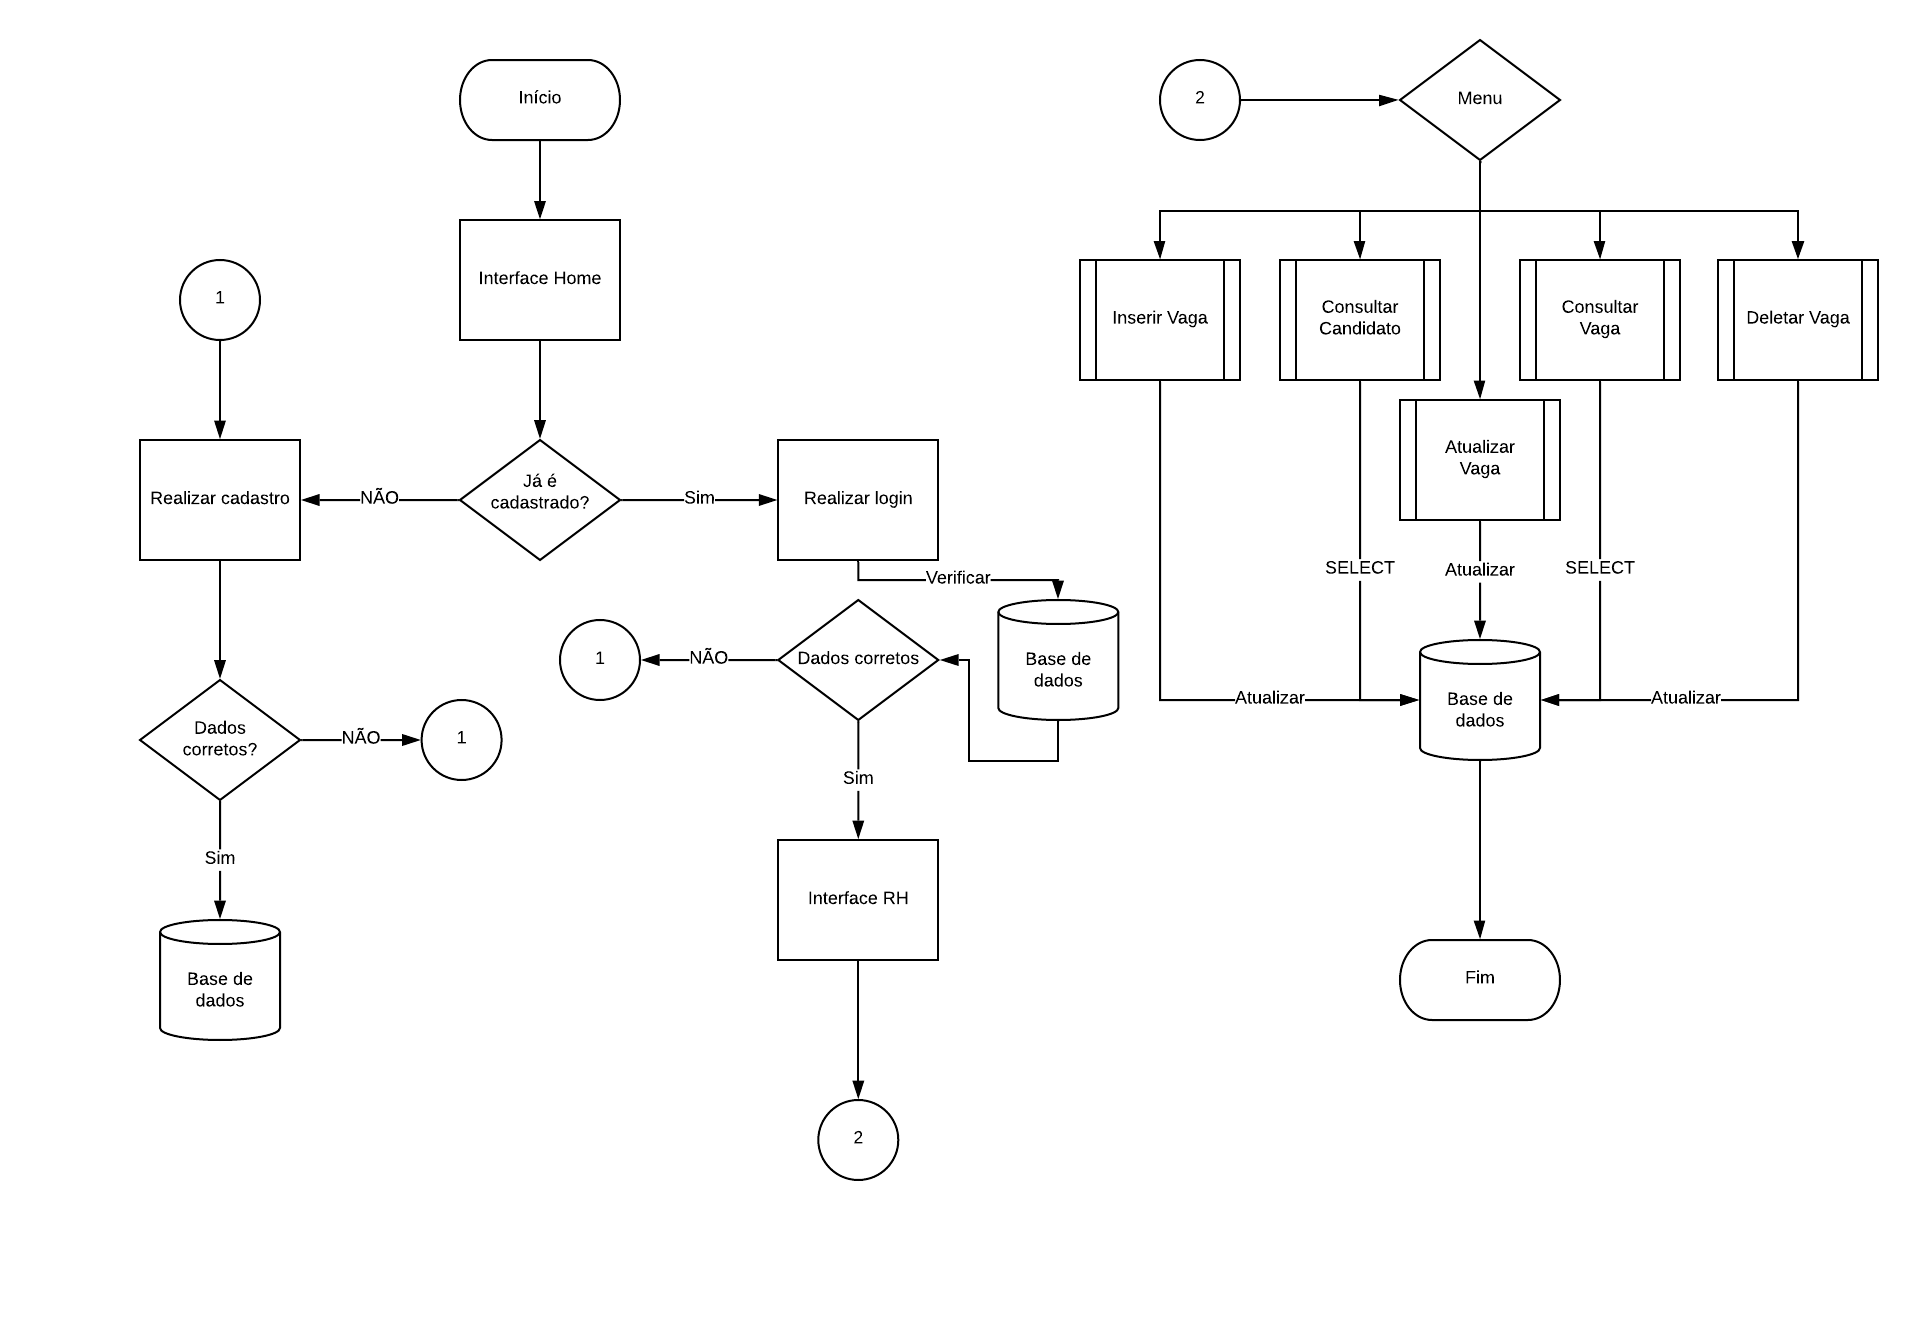 Início
Interface Home
1
Realizar cadastro
NÃO
Já é
cadastrado?
Sim
Realizar login
Verificar
Base de
dados
Dados corretos
NÃO
1
Sim
Interface RH
2
Dados
corretos?
NÃO
1
Sim
Base de
dados
2
Menu
Inserir Vaga
Consultar
Candidato
Consultar
Vaga
Deletar Vaga
Atualizar
Vaga
SELECT
Atualizar
SELECT
Atualizar
Base de
dados
Atualizar
Fim